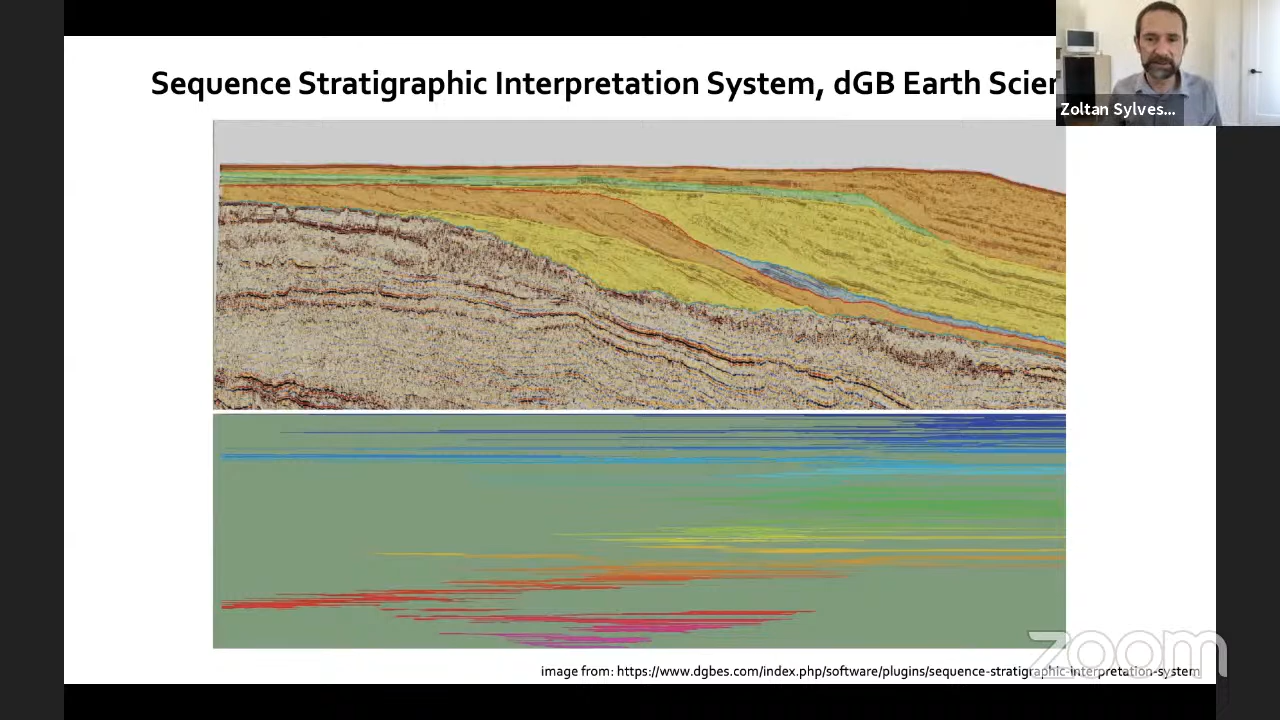 Sequence Stratigraphic Interpretation System, dGB Earth Scien
Zoltan Sylves...
zoom
image from: https://www.dgbes.com/index.php/software/plugins/sequence-stratigraphic-interpretation-system